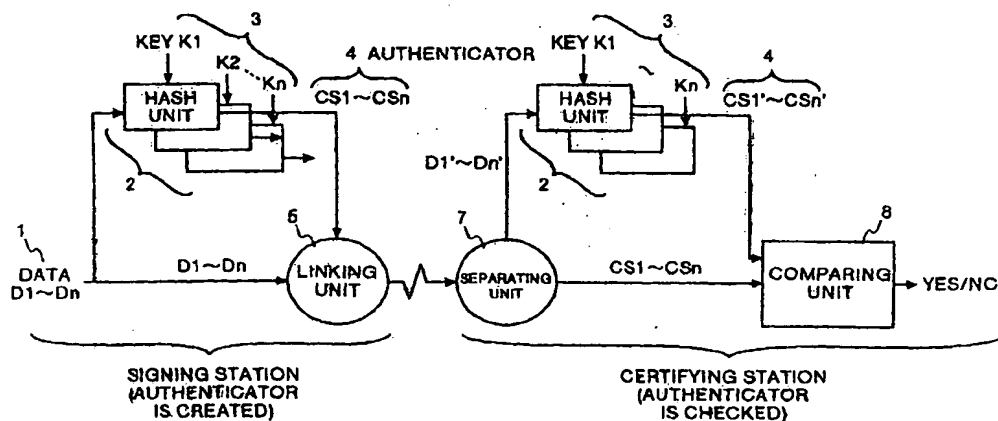 3
KEY K1
K2
Kn
4 AUTHENTICATOR
CS1~CSn
HASH
UNIT
2
1
DATA
D1~Dn
D1~Dn
5
LINKING
UNIT
3
KEY K1
~
Kn
4
CS1'~CSn'
HASH
UNIT
D1'~Dn'
2
7
SEPARATING
UNIT
CS1~CSn
8
COMPARING
UNIT
YES/NC
SIGNING STATION
(AUTHENTICATOR
IS CREATED)
CERTIFYING STATION
(AUTHENTICATOR
IS CHECKED)